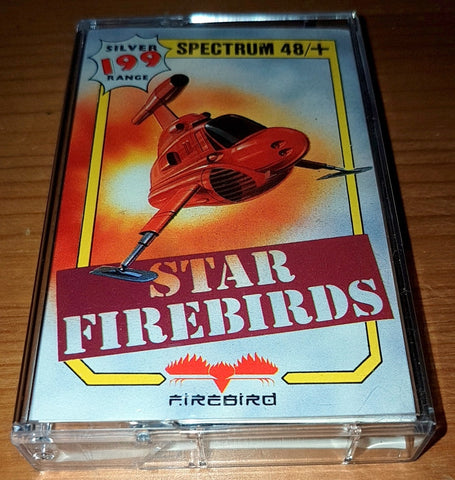 SILVER
199
RANGE
SPECTRUM 48/+
STAR
FIREBIRDS
FIREBIRD